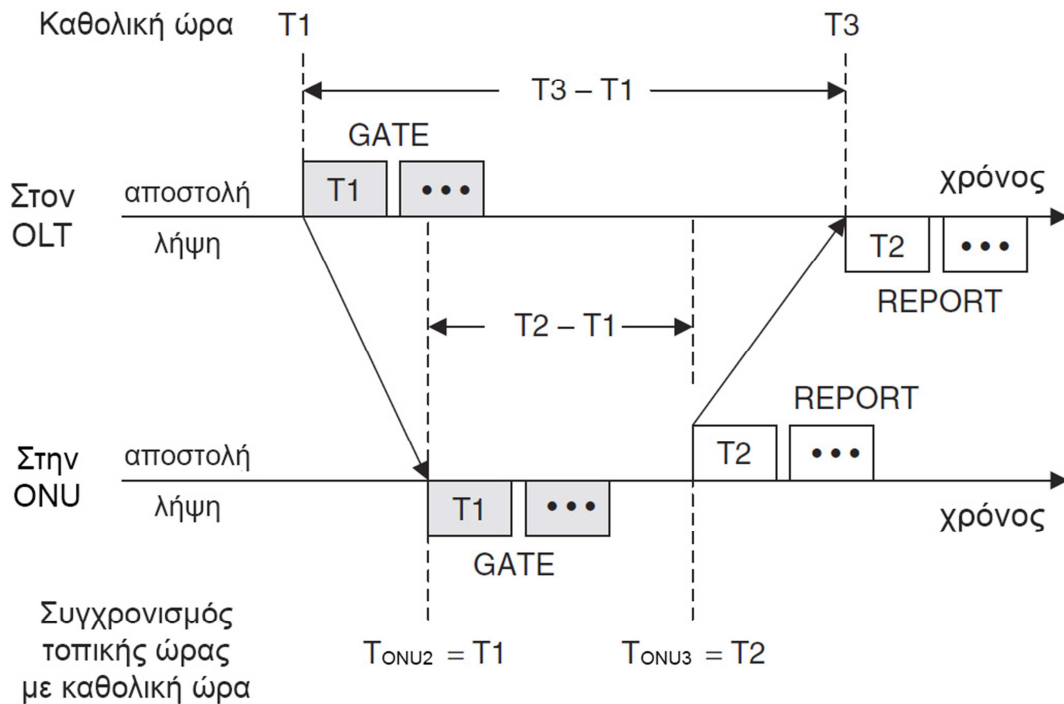 Καθολική ώρα T1 T3
T3 – T1
GATE
T1 •••
Στον
OLT
αποστολή
λήψη
χρόνος
T2 •••
REPORT
T2 – T1
REPORT
T2 •••
Στην
ONU
αποστολή
λήψη
χρόνος
T1 •••
GATE
Συγχρονισμός
τοπικής ώρας
με καθολική ώρα
TONU2 = T1
TONU3 = T2